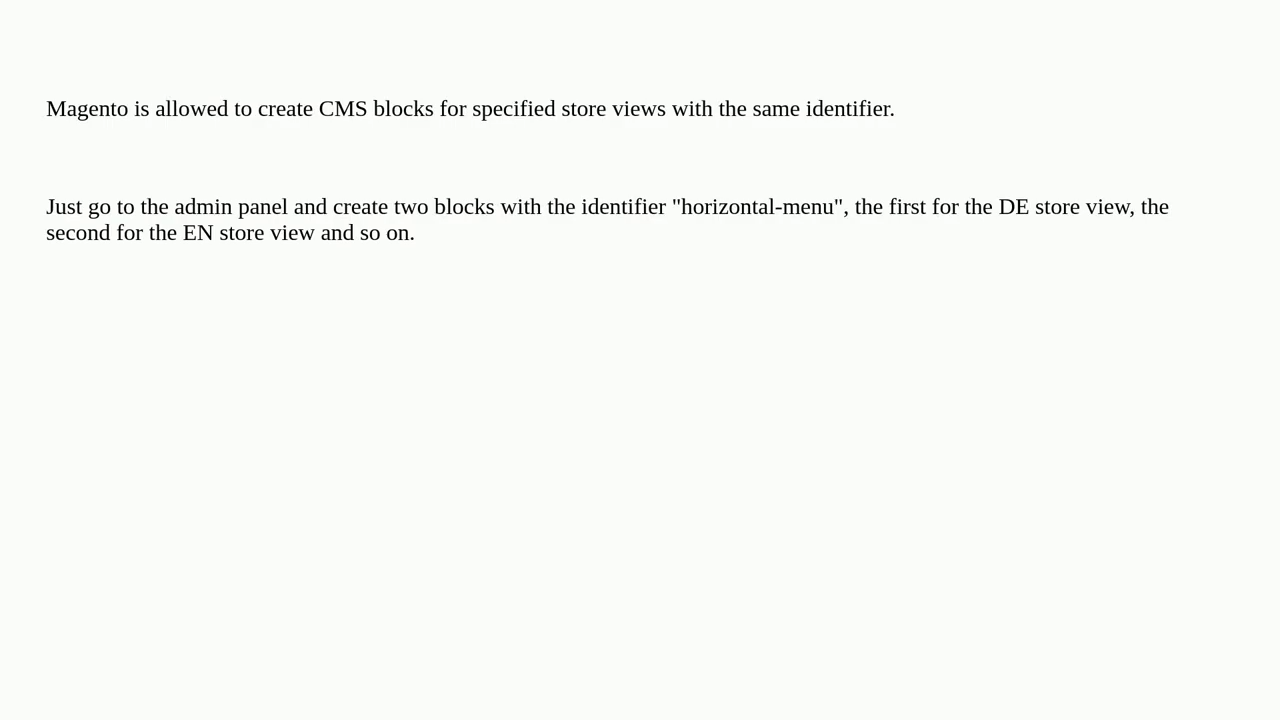 Magento is allowed to create CMS blocks for specified store views with the same identifier.
Just go to the admin panel and create two blocks with the identifier "horizontal-menu", the first for the DE store view, the
second for the EN store view and so on.